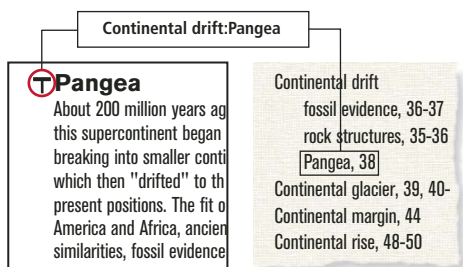 Continental drift:Pangea
TPangea
About 200 million years ag
this supercontinent began
breaking into smaller conti
which then "drifted" to th
present positions. The fit o
America and Africa, ancien
similarities, fossil evidence
Continental drift
fossil evidence, 36-37
rock structures, 35-36
Pangea, 38
Continental glacier, 39, 40-
Continental margin, 44
Continental rise, 48-50